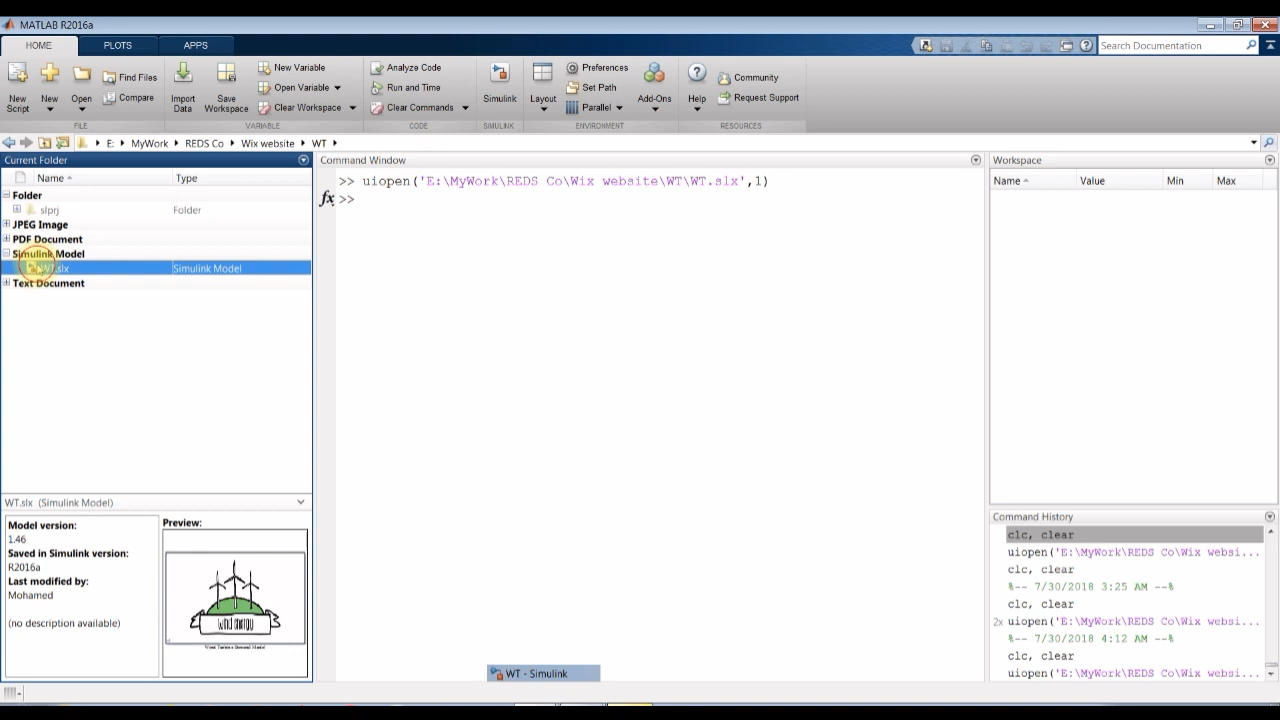 MATLAB R2016a
HOME PLOTS APPS
Search Documentation
New Script
New
Open
Find Files
Compare
Import Data
Save Workspace
New Variable
Open Variable
Clear Workspace
Analyze Code
Run and Time
Clear Commands
Simulink
Layout
Preferences
Set Path
Parallel
Add-Ons
Help
Community
Request Support
FILE VARIABLE CODE SIMULINK ENVIRONMENT RESOURCES
E: MyWork REDS Co Wix website WT
Current Folder
Name Type
Folder
slprj Folder
JPEG Image
PDF Document
Simulink Model
WT.slx Simulink Model
Text Document
WT.slx (Simulink Model)
Model version:
1.46
Saved in Simulink version:
R2016a
Last modified by:
Mohamed
(no description available)
Preview:
wind energy
Command Window
>> uiopen('E:\MyWork\REDS Co\Wix website\WT\WT.slx',1)
fx >>
WT - Simulink
Workspace
Name Value Min Max
Command History
clc, clear
uiopen('E:\MyWork\REDS Co\Wix websi...
clc, clear
%-- 7/30/2018 3:25 AM --%
clc, clear
2x uiopen('E:\MyWork\REDS Co\Wix websi...
%-- 7/30/2018 4:12 AM --%
clc, clear
uiopen('E:\MyWork\REDS Co\Wix websi...